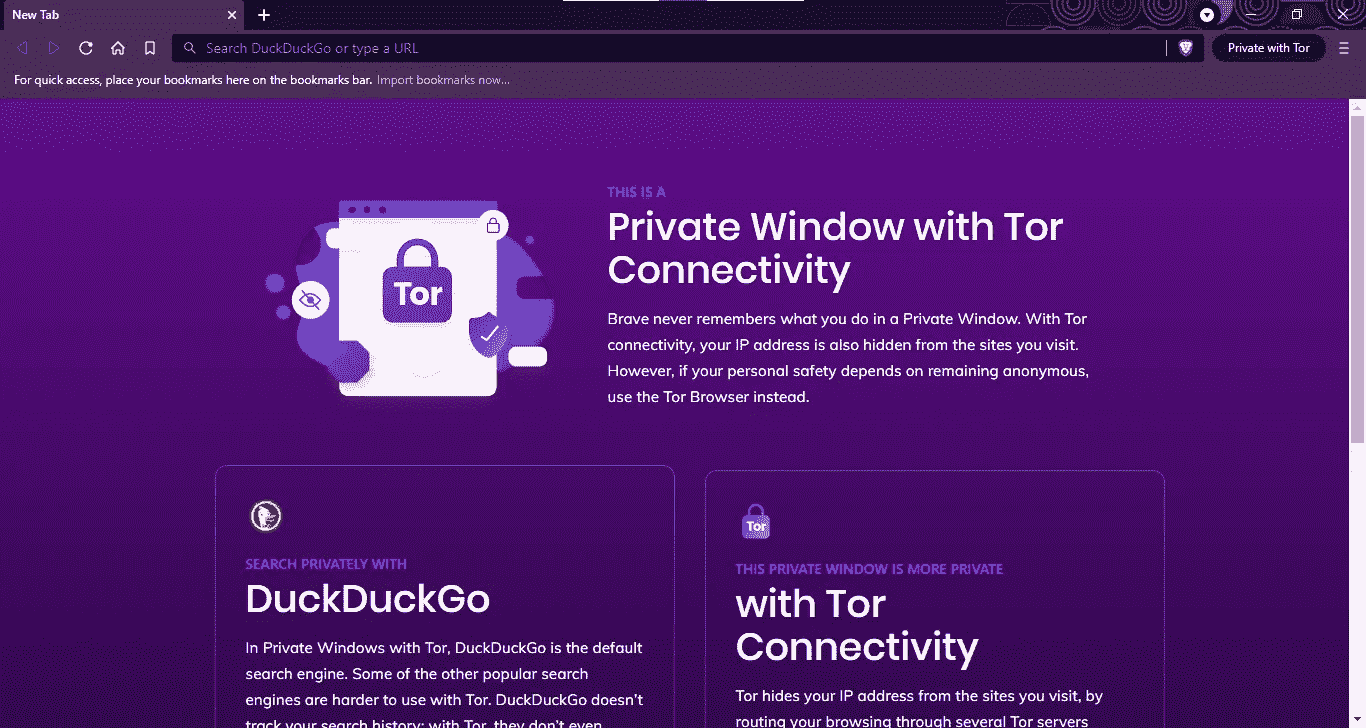 New Tab
Search DuckDuckGo or type a URL
Private with Tor
For quick access, place your bookmarks here on the bookmarks bar. Import bookmarks now...
THIS IS A
Private Window with Tor
Connectivity
Tor
Brave never remembers what you do in a Private Window. With Tor
connectivity, your IP address is also hidden from the sites you visit.
However, if your personal safety depends on remaining anonymous,
use the Tor Browser instead.
SEARCH PRIVATELY WITH
DuckDuckGo
In Private Windows with Tor, DuckDuckGo is the default
search engine. Some of the other popular search
engines are harder to use with Tor. DuckDuckGo doesn't
track your search history; with Tor, they don't even
Tor
THIS PRIVATE WINDOW IS MORE PRIVATE
with Tor
Connectivity
Tor hides your IP address from the sites you visit, by
routing your browsing through several Tor servers